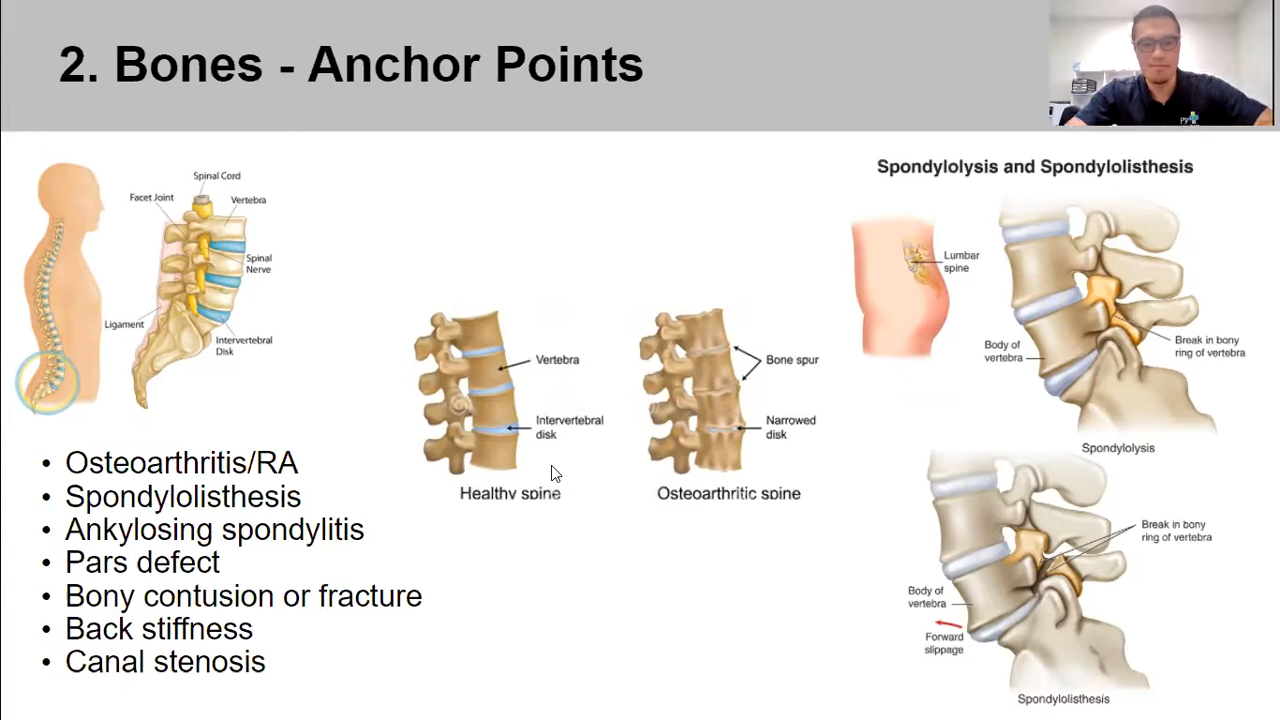 2. Bones - Anchor Points
Spinal Cord
Facet Joint
Vertebra
Spinal
Nerve
Ligament
Intervertebral
Disk
Vertebra
Intervertebral
disk
Healthy spine
Bone spur
Narrowed
disk
Osteoarthritic spine
Spondylolysis and Spondylolisthesis
Lumbar
spine
Body of
vertebra
Break in bony
ring of vertebra
Spondylolysis
Break in bony
ring of vertebra
Body of
vertebra
Forward
slippage
Spondylolisthesis
• Osteoarthritis/RA
• Spondylolisthesis
• Ankylosing spondylitis
• Pars defect
• Bony contusion or fracture
• Back stiffness
• Canal stenosis